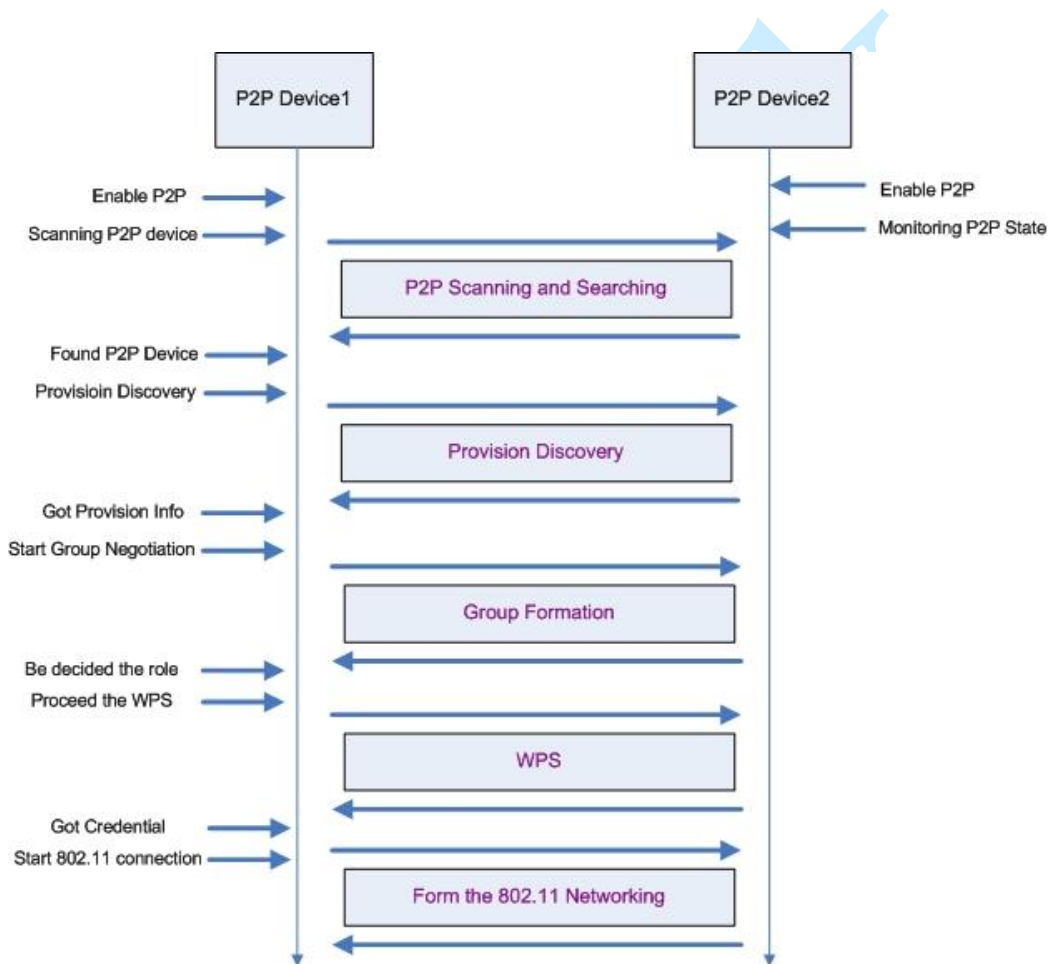 P2P Device1
P2P Device2
Enable P2P
Enable P2P
Scanning P2P device
Monitoring P2P State
P2P Scanning and Searching
Found P2P Device
Provisioin Discovery
Provision Discovery
Got Provision Info
Start Group Negotiation
Group Formation
Be decided the role
Proceed the WPS
WPS
Got Credential
Start 802.11 connection
Form the 802.11 Networking